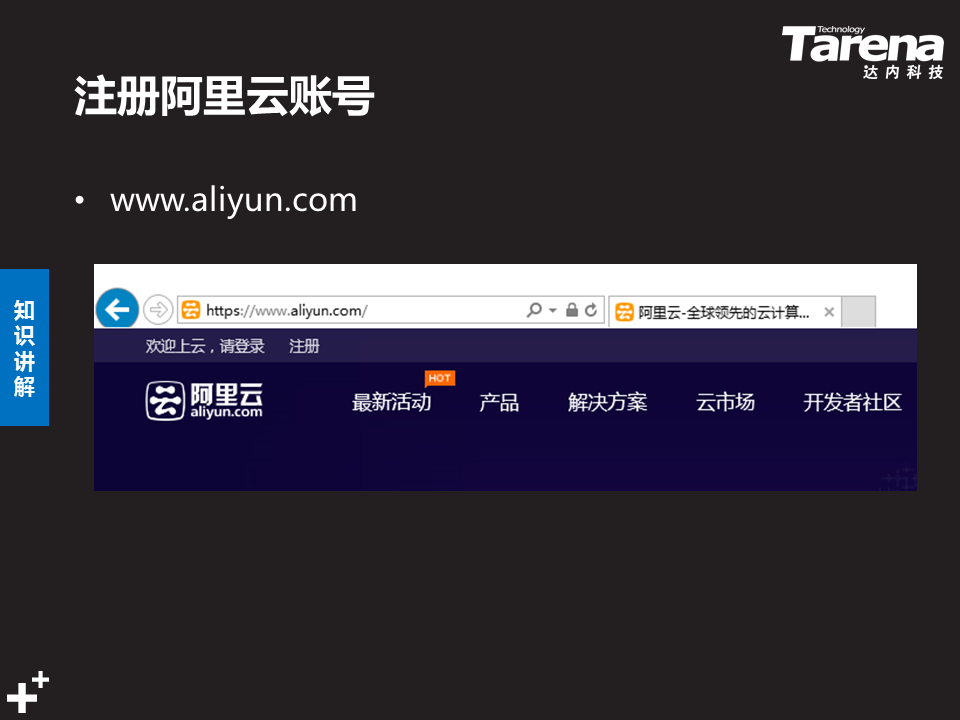 Technology
Tarena
达内科技
注册阿里云账号
• www.aliyun.com
知识讲解
https://www.aliyun.com/
阿里云-全球领先的云计算...
欢迎上云，请登录 注册
阿里云
aliyun.com
HOT
最新活动 产品 解决方案 云市场 开发者社区